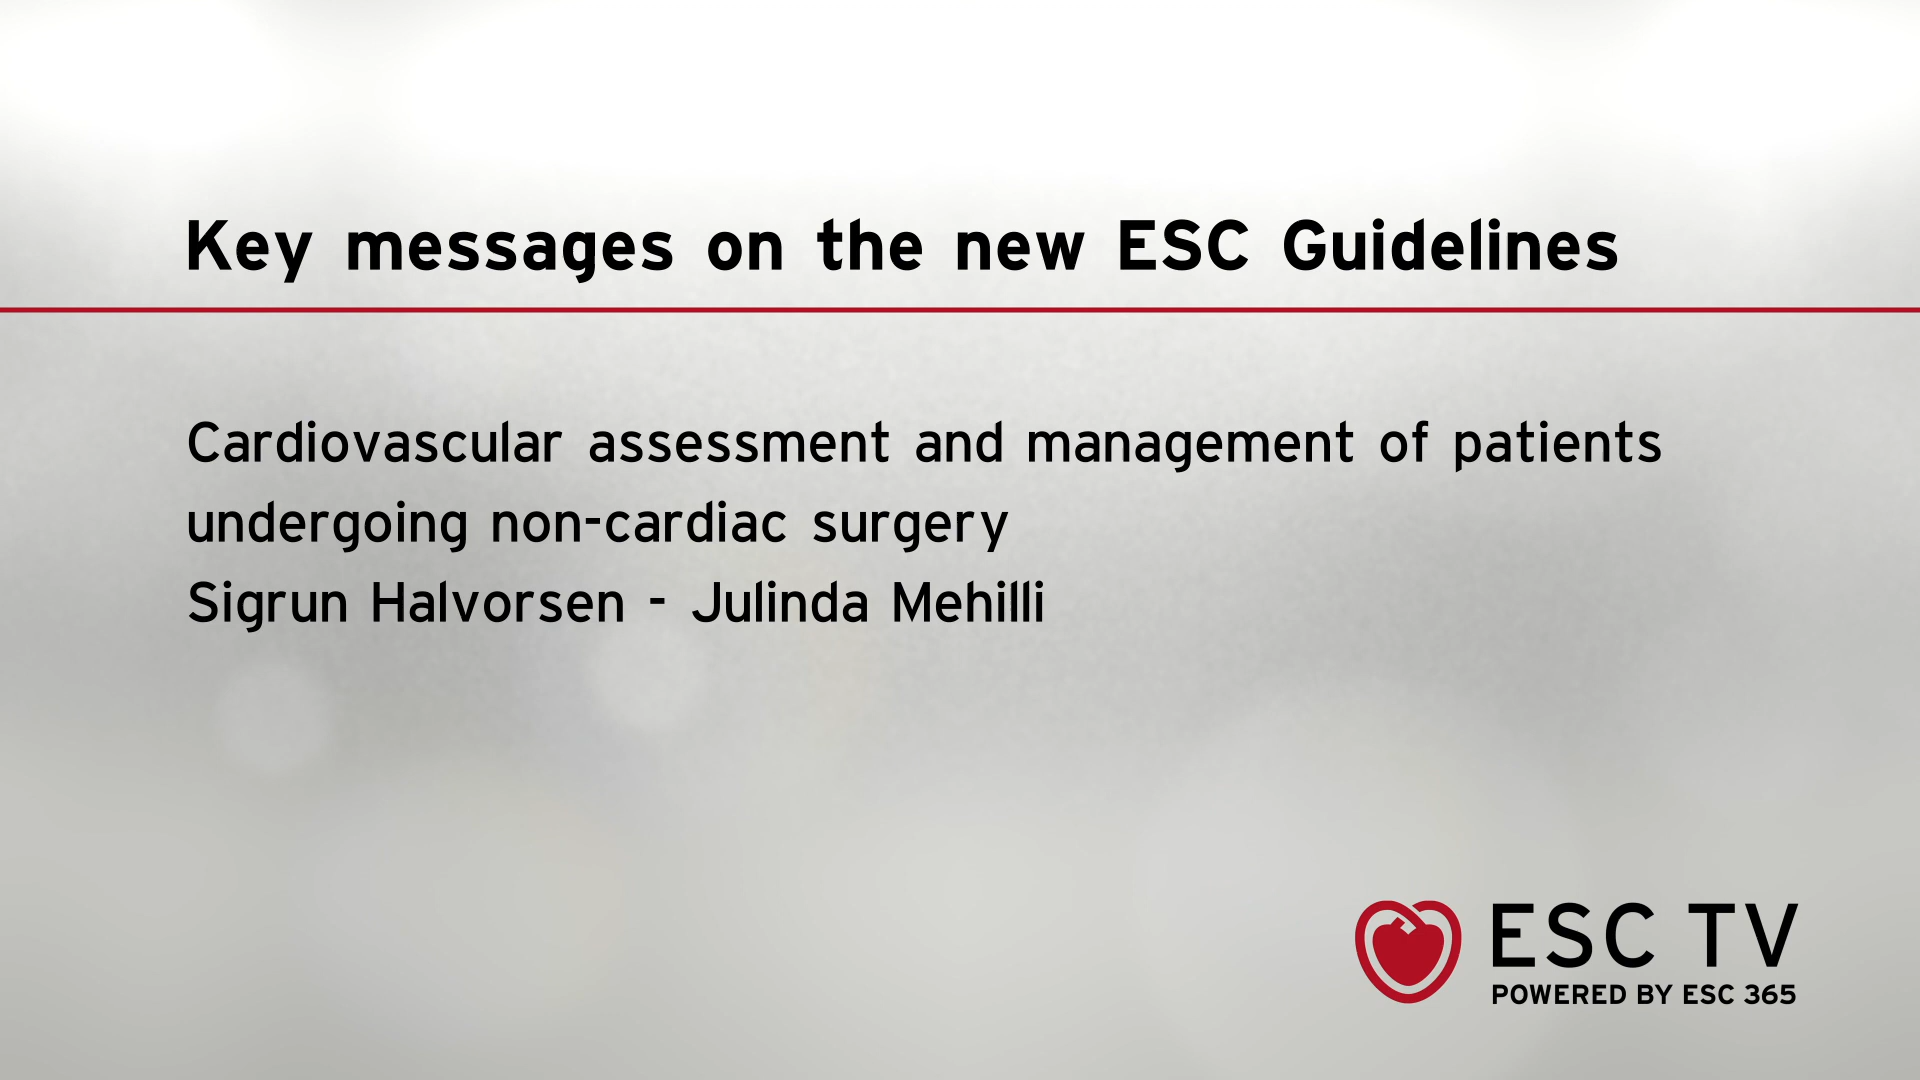 Key messages on the new ESC Guidelines
Cardiovascular assessment and management of patients
undergoing non-cardiac surgery
Sigrun Halvorsen - Julinda Mehilli
ESC TV
POWERED BY ESC 365